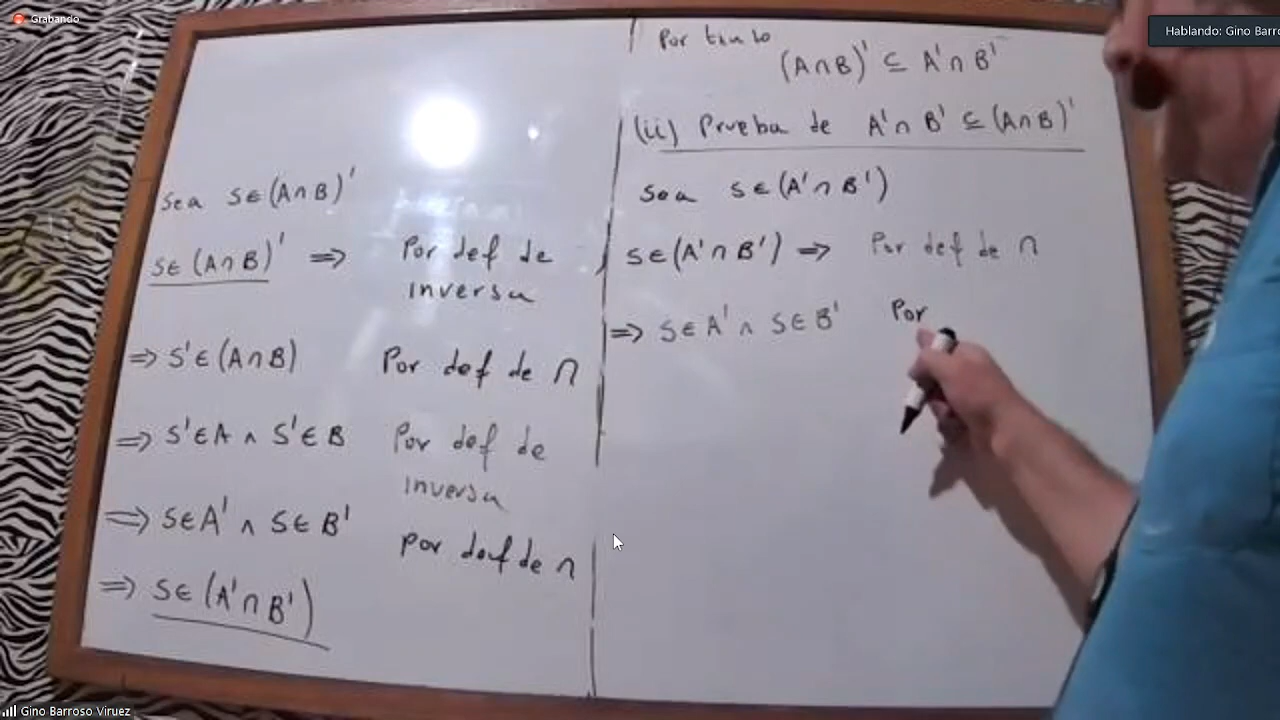 Grabando
Hablando: Gino Barro
Sea S∈(A∩B)'
S∈(A∩B)' ⇒ Por def de
inversa
⇒ S'∈(A∩B) Por def de ∩
⇒ S'∈A ∧ S'∈B Por def de
inversa
⇒ S∈A' ∧ S∈B' por def de ∩
⇒ S∈(A'∩B')
Por tanto
(A∩B)' ⊆ A'∩B'
(ii) Prueba de A'∩B' ⊆ (A∩B)'
Sea S∈(A'∩B')
S∈(A'∩B') ⇒ Por def de ∩
⇒ S∈A' ∧ S∈B' Por
Gino Barroso Viruez